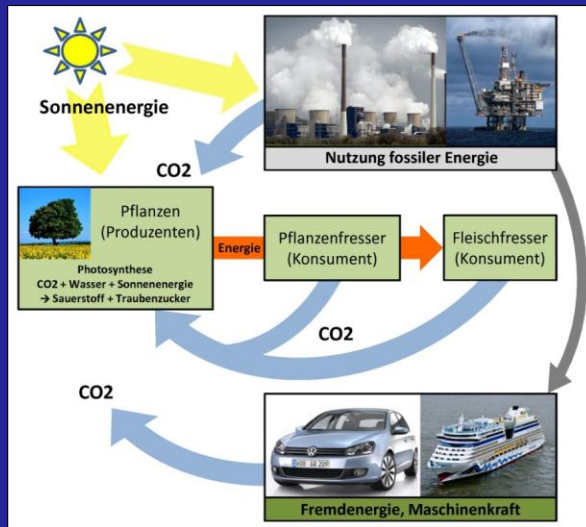 Sonnenenergie
CO2
Nutzung fossiler Energie
Pflanzen
(Produzenten)
Photosynthese
CO2 + Wasser + Sonnenenergie
→ Sauerstoff + Traubenzucker
Energie
Pflanzenfresser
(Konsument)
Fleischfresser
(Konsument)
CO2
CO2
Fremdenergie, Maschinenkraft